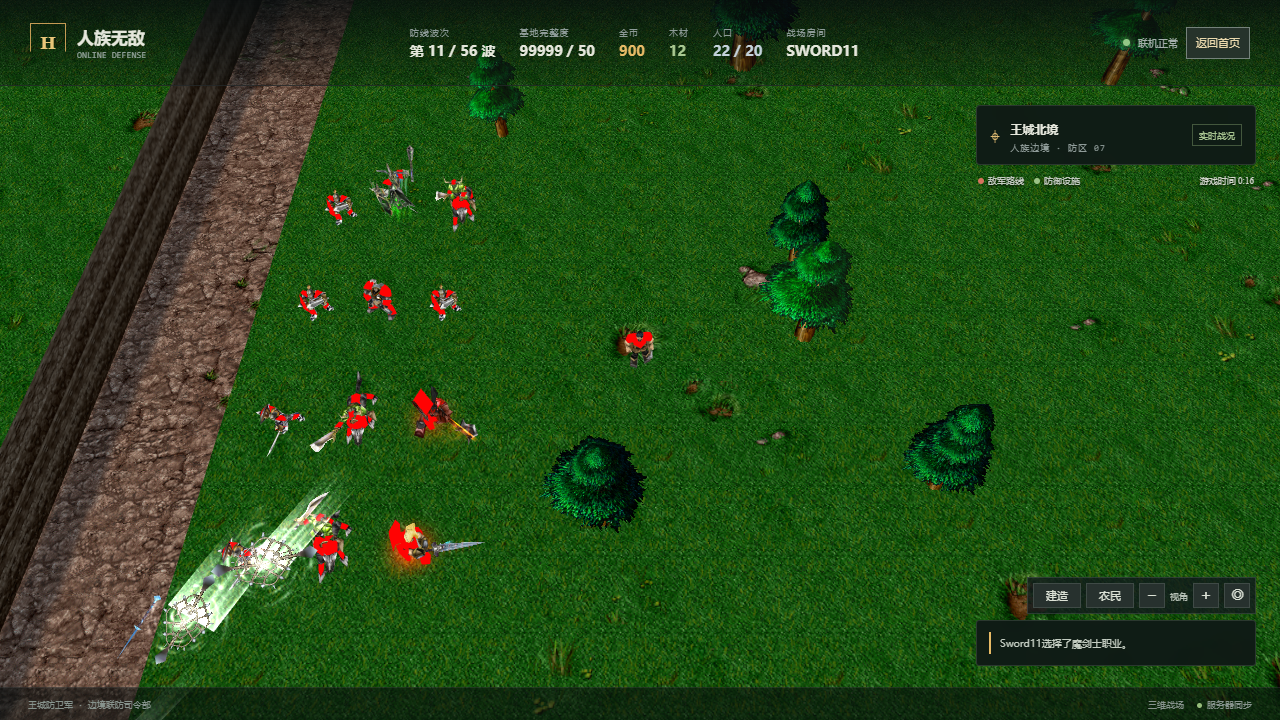 H
人族无敌
ONLINE DEFENSE
防线波次
第 11 / 56 波
基地完整度
99999 / 50
金币
900
木材
12
人口
22 / 20
战场房间
SWORD11
联机正常
返回首页
王城北境
人族边境 · 防区 07
实时战况
敌军路线
防御设施
游戏时间 0:16
建造
农民
−
视角
+
Sword11选择了魔剑士职业。
王城防卫军 · 边境联防司令部
三维战场
服务器同步